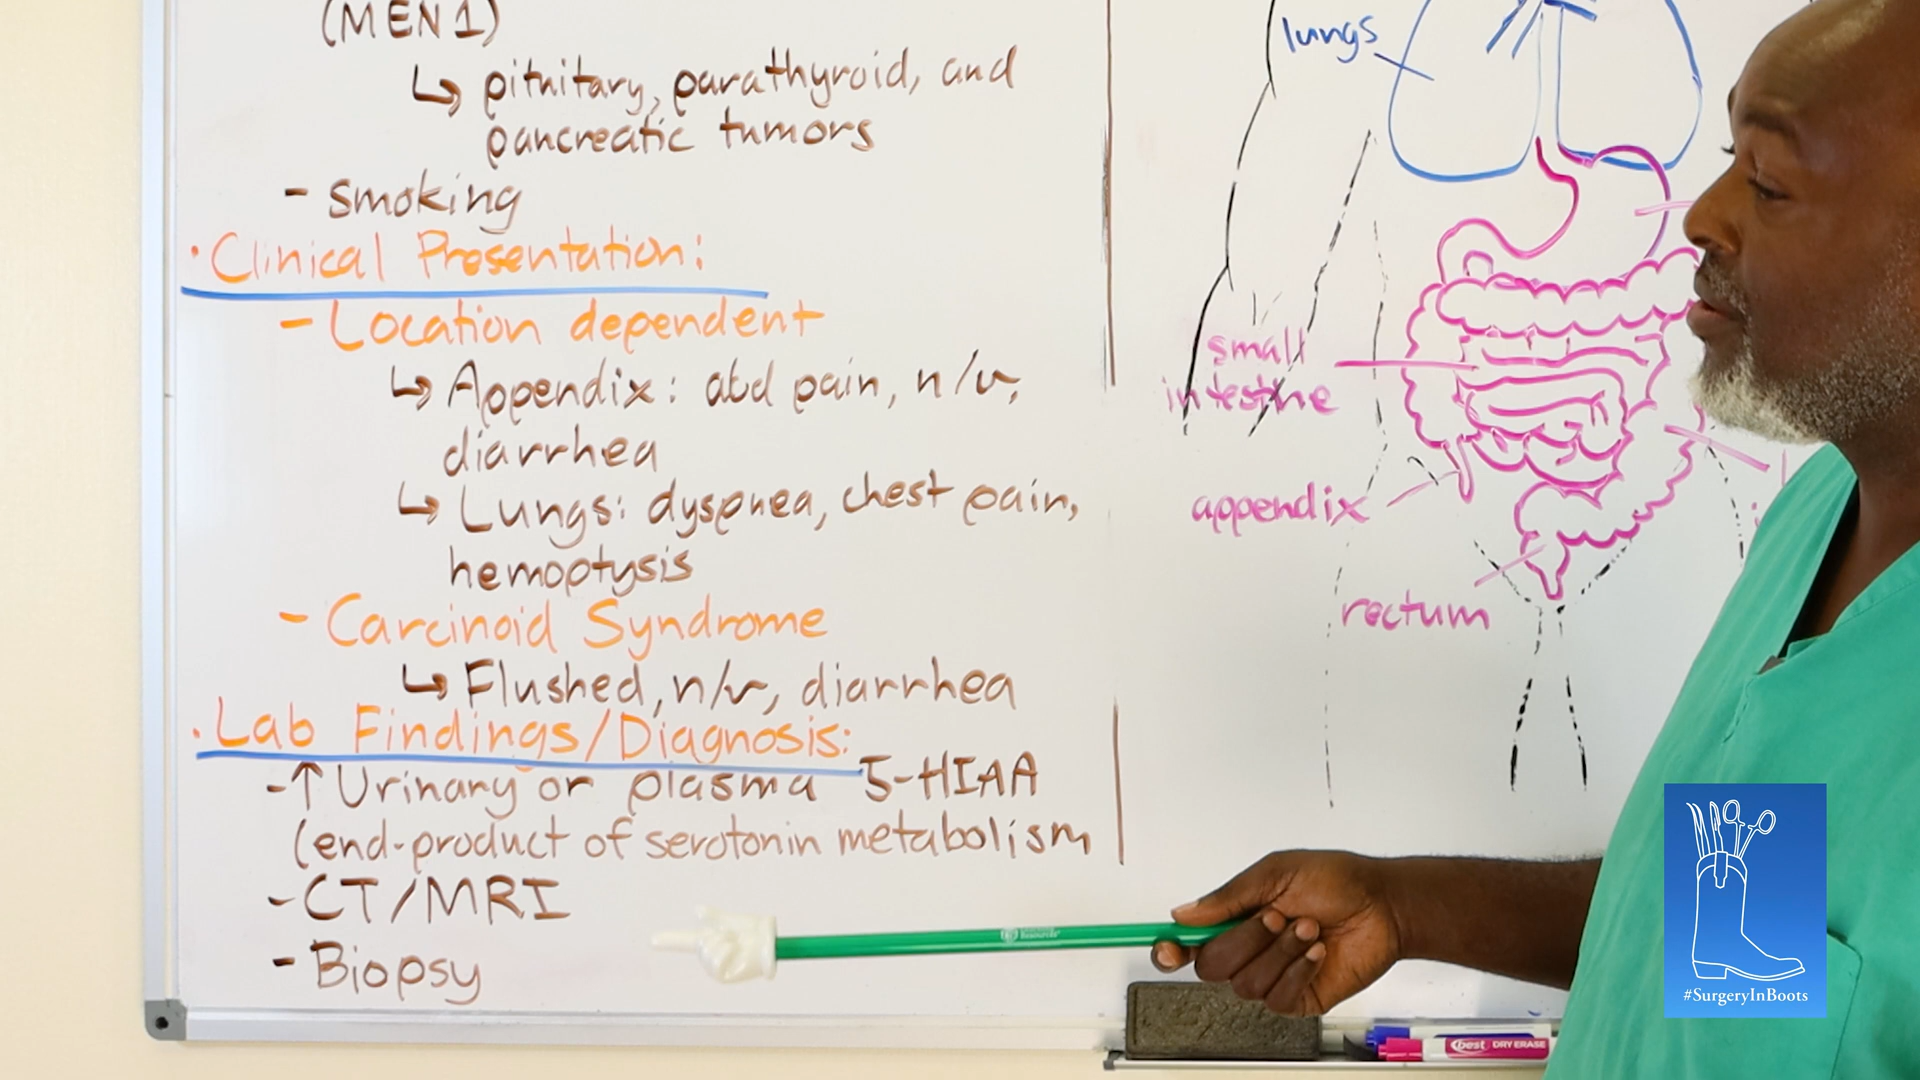 (MEN1)
↳ pituitary, parathyroid, and
pancreatic tumors
- smoking
· Clinical Presentation:
- Location dependent
↳ Appendix: abd pain, n/v,
diarrhea
↳ Lungs: dyspnea, chest pain,
hemoptysis
- Carcinoid Syndrome
↳ Flushed, n/v, diarrhea
· Lab Findings/Diagnosis:
- ↑ Urinary or plasma 5-HIAA
(end-product of serotonin metabolism
- CT/MRI
- Biopsy
lungs
small
intestine
appendix
rectum
best DRY ERASE
#SurgeryInBoots